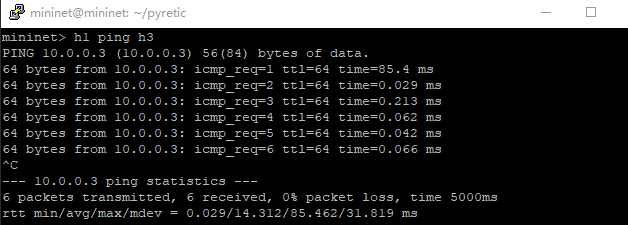 mininet@mininet: ~/pyretic
mininet> h1 ping h3
PING 10.0.0.3 (10.0.0.3) 56(84) bytes of data.
64 bytes from 10.0.0.3: icmp_req=1 ttl=64 time=85.4 ms
64 bytes from 10.0.0.3: icmp_req=2 ttl=64 time=0.029 ms
64 bytes from 10.0.0.3: icmp_req=3 ttl=64 time=0.213 ms
64 bytes from 10.0.0.3: icmp_req=4 ttl=64 time=0.062 ms
64 bytes from 10.0.0.3: icmp_req=5 ttl=64 time=0.042 ms
64 bytes from 10.0.0.3: icmp_req=6 ttl=64 time=0.066 ms
^C
--- 10.0.0.3 ping statistics ---
6 packets transmitted, 6 received, 0% packet loss, time 5000ms
rtt min/avg/max/mdev = 0.029/14.312/85.462/31.819 ms